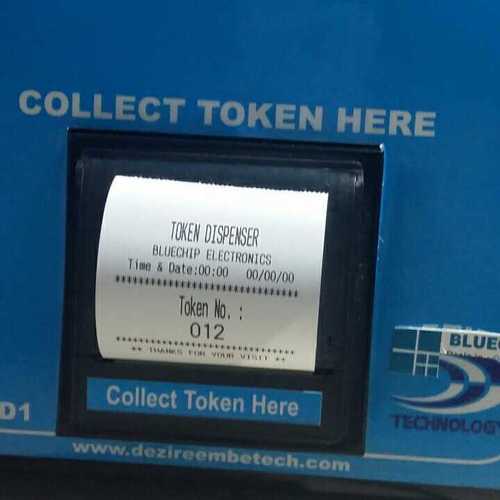 COLLECT TOKEN HERE
TOKEN DISPENSER
BLUECHIP ELECTRONICS
Time & Date:00:00 00/00/00
********************************
Token No. :
012
********************************
** THANKS FOR YOUR VISIT **
BLUEC
Collect Token Here
TECHNOLOGY
D1
www.dezireembetech.com